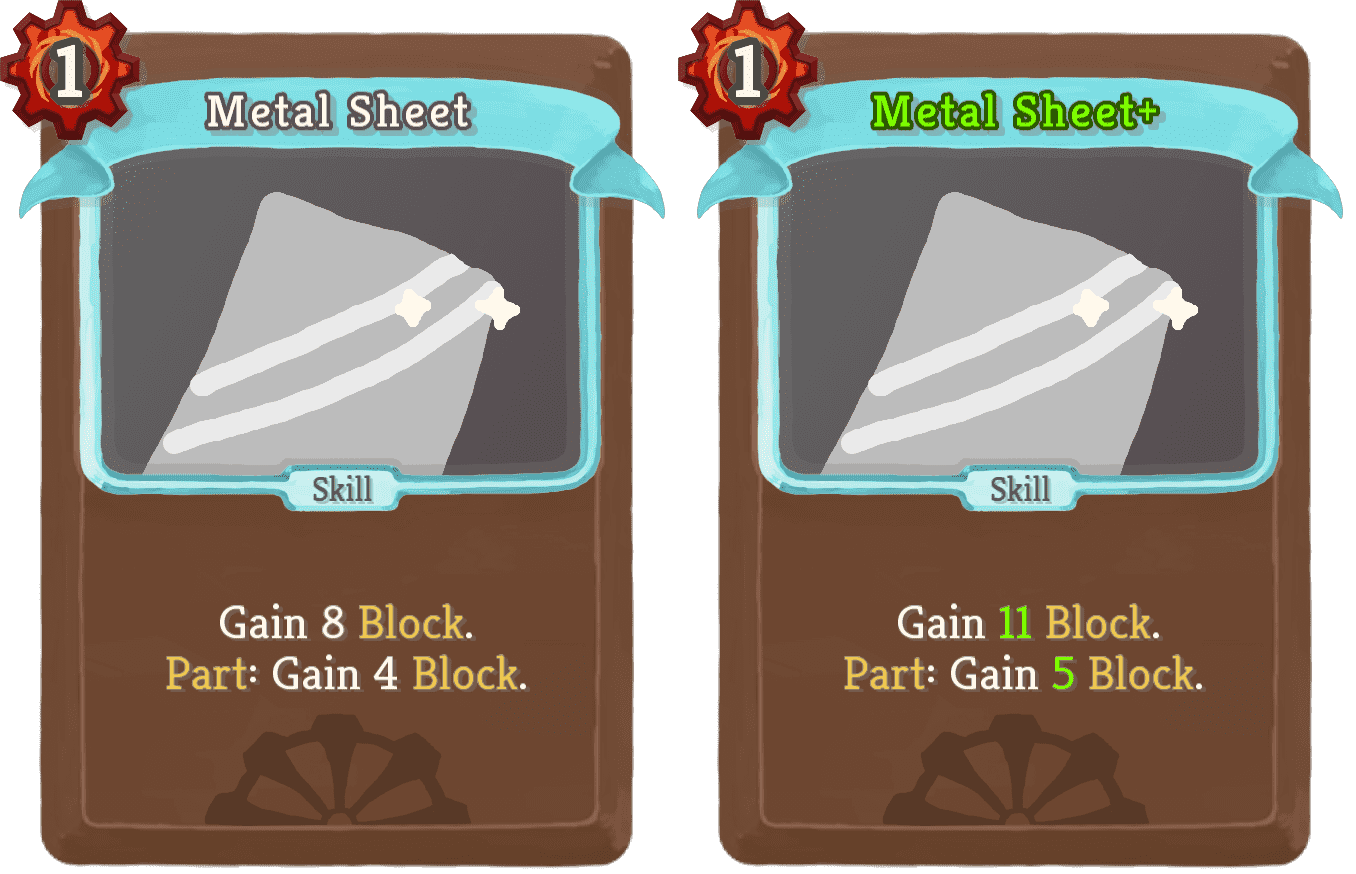 1
Metal Sheet
Skill
Gain 8 Block.
Part: Gain 4 Block.
1
Metal Sheet+
Skill
Gain 11 Block.
Part: Gain 5 Block.